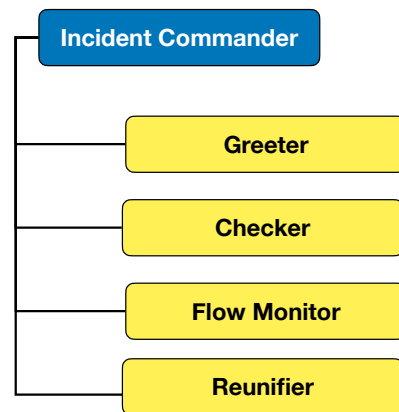 Incident Commander
Greeter
Checker
Flow Monitor
Reunifier